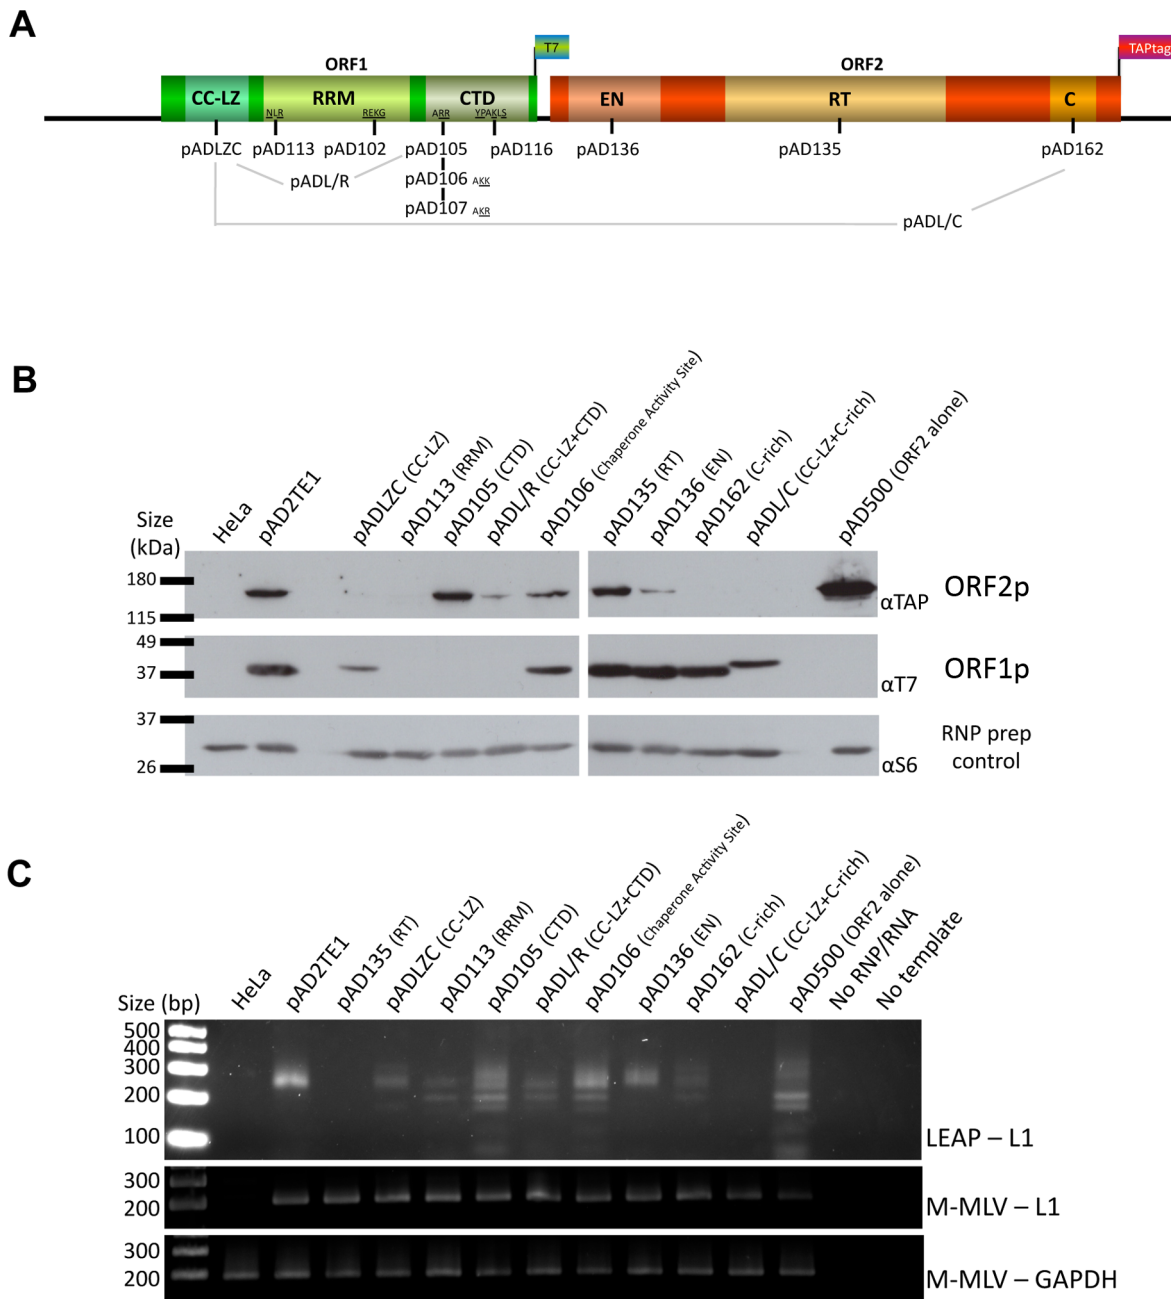 A
T7
TAPtag
ORF1
ORF2
CC-LZ
RRM
CTD
EN
RT
C
NLR
REKG
ARR
YPAKLS
pADLZC
pAD113
pAD102
pAD105
pAD116
pAD136
pAD135
pAD162
pADL/R
pAD106 AKK
pAD107 AKR
pADL/C
B
Size
(kDa)
HeLa
pAD2TE1
pADLZC (CC-LZ)
pAD113 (RRM)
pAD105 (CTD)
pADL/R (CC-LZ+CTD)
pAD106 (Chaperone Activity Site)
pAD135 (RT)
pAD136 (EN)
pAD162 (C-rich)
pADL/C (CC-LZ+C-rich)
pAD500 (ORF2 alone)
180
115
αTAP
ORF2p
49
37
αT7
ORF1p
37
26
αS6
RNP prep
control
C
Size (bp)
HeLa
pAD2TE1
pAD135 (RT)
pADLZC (CC-LZ)
pAD113 (RRM)
pAD105 (CTD)
pADL/R (CC-LZ+CTD)
pAD106 (Chaperone Activity Site)
pAD136 (EN)
pAD162 (C-rich)
pADL/C (CC-LZ+C-rich)
pAD500 (ORF2 alone)
No RNP/RNA
No template
500
400
300
200
100
LEAP – L1
300
200
M-MLV – L1
300
200
M-MLV – GAPDH